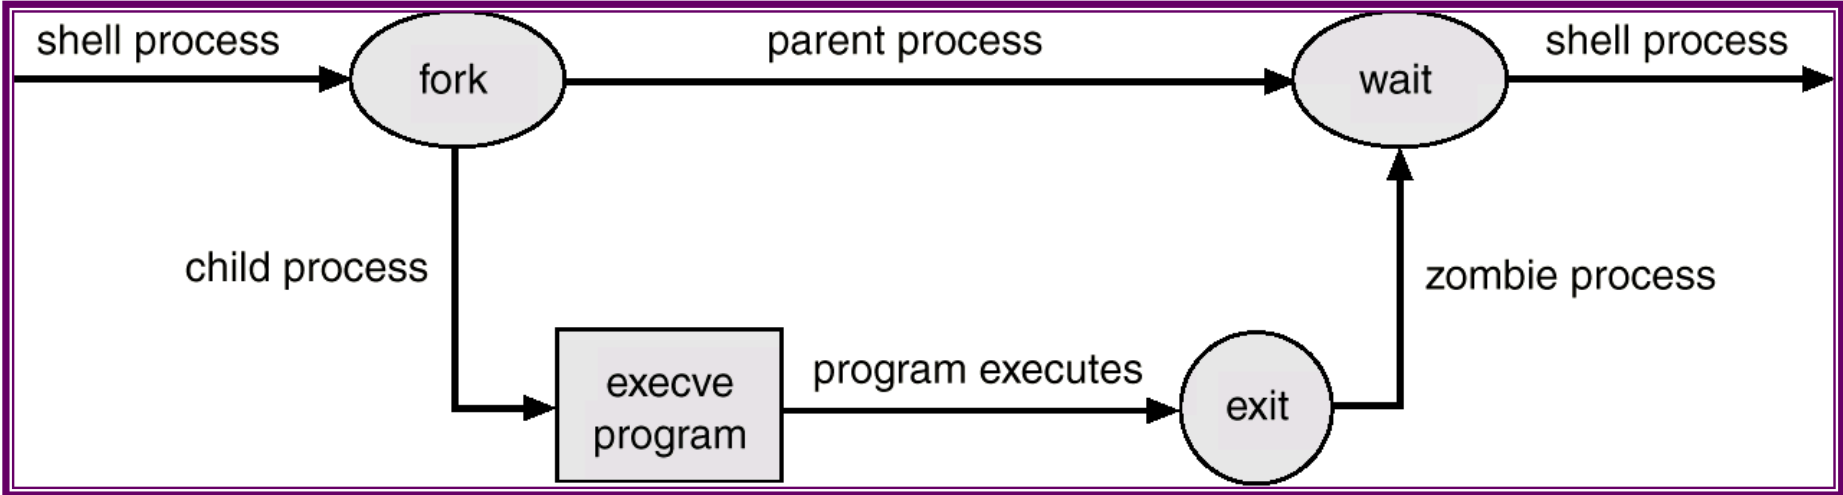 shell process
fork
parent process
wait
shell process
child process
zombie process
execve
program
program executes
exit